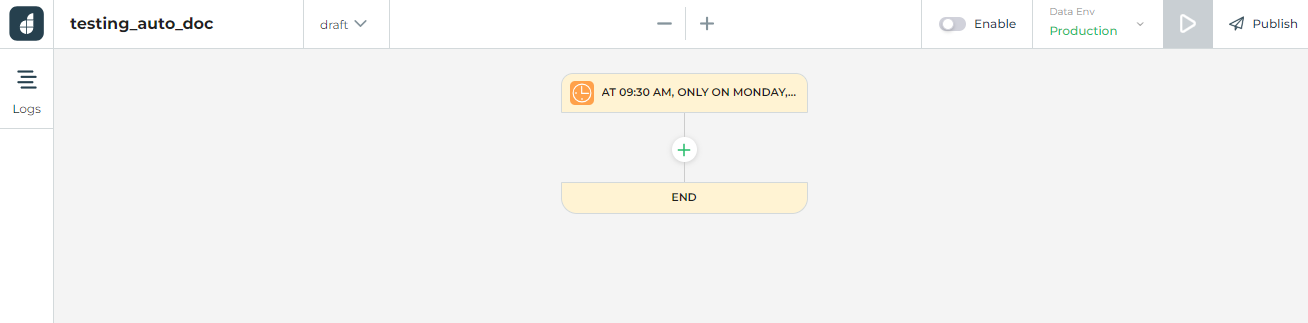 testing_auto_doc
draft
Enable
Data Env
Production
Publish
Logs
AT 09:30 AM, ONLY ON MONDAY,...
END